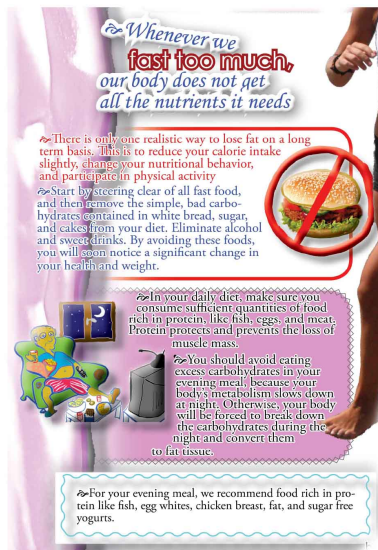 Whenever we
fast too much,
our body does not get
all the nutrients it needs
There is only one realistic way to lose fat on a long
term basis. This is to reduce your calorie intake
slightly, change your nutritional behavior,
and participate in physical activity
Start by steering clear of all fast food,
and then remove the simple, bad carbo-
hydrates contained in white bread, sugar,
and cakes from your diet. Eliminate alcohol
and sweet drinks. By avoiding these foods,
you will soon notice a significant change in
your health and weight.
In your daily diet, make sure you
consume sufficient quantities of food
rich in protein, like fish, eggs, and meat.
Protein protects and prevents the loss of
muscle mass.
You should avoid eating
excess carbohydrates in your
evening meal, because your
body's metabolism slows down
at night. Otherwise, your body
will be forced to break down
the carbohydrates during the
night and convert them
to fat tissue.
For your evening meal, we recommend food rich in pro-
tein like fish, egg whites, chicken breast, fat, and sugar free
yogurts.
1